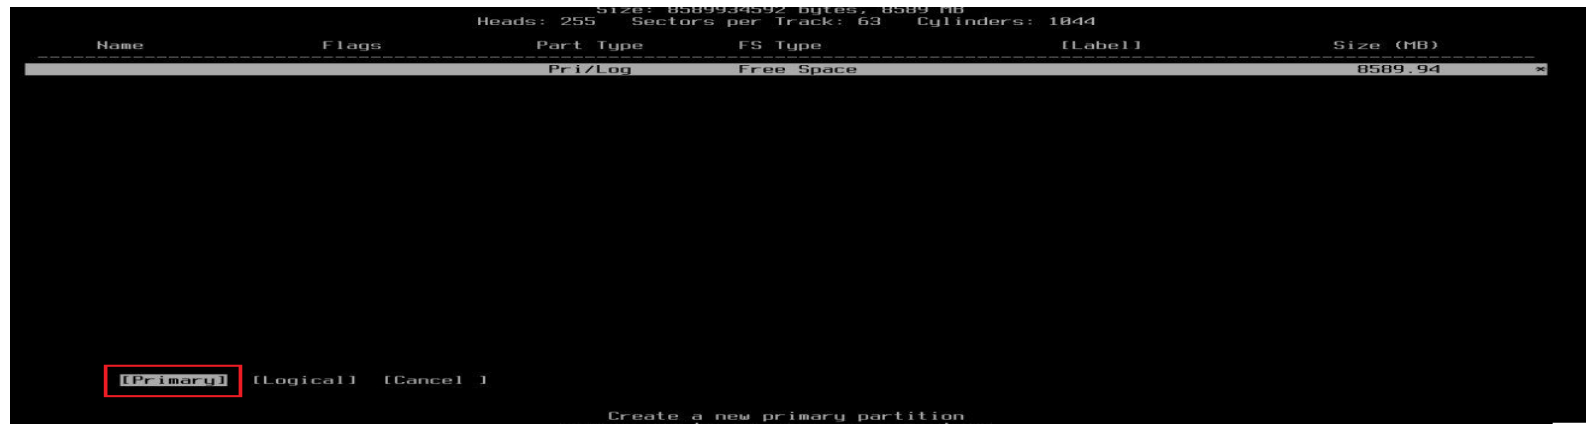 Size: 8589934592 bytes, 8589 MB
Heads: 255 Sectors per Track: 63 Cylinders: 1044
Name Flags Part Type FS Type [Label] Size (MB)
Pri/Log Free Space 8589.94 *
[Primary] [Logical] [Cancel ]
Create a new primary partition